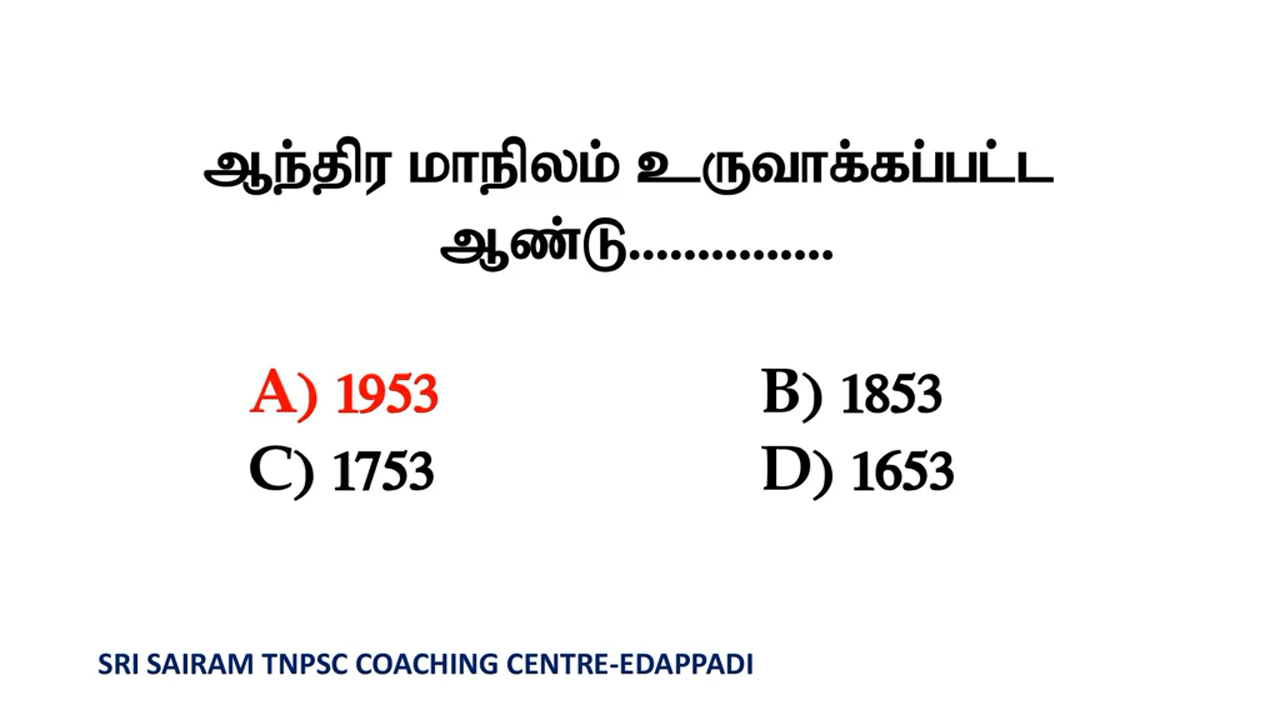 ஆந்திர மாநிலம் உருவாக்கப்பட்ட
ஆண்டு...............
A) 1953 B) 1853
C) 1753 D) 1653
SRI SAIRAM TNPSC COACHING CENTRE-EDAPPADI